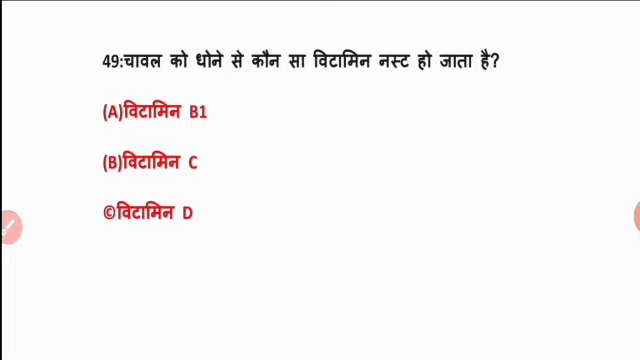 49:चावल को धोने से कौन सा विटामिन नस्ट हो जाता है?
(A)विटामिन B1
(B)विटामिन C
©विटामिन D